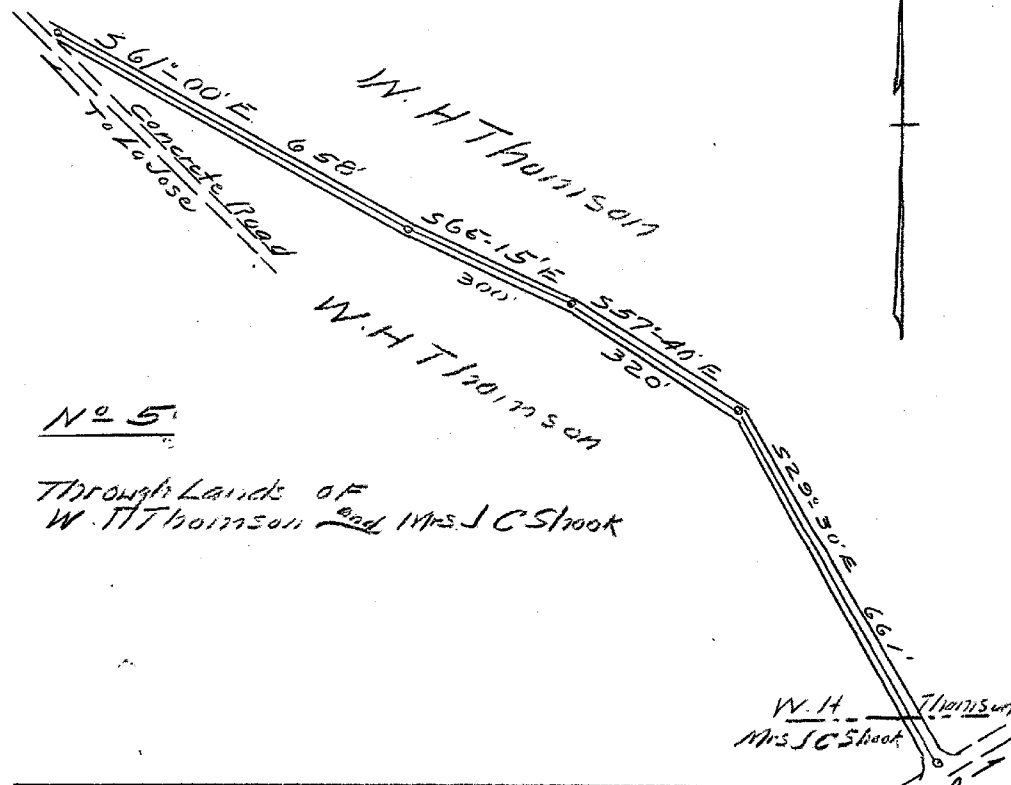 S 61°-00' E
658'
Concrete Road
To La Jose
W. H Thomson
S 66-15' E
300'
S 57°-40' E
320'
W. H Thomson
Nº 5
Through Lands of
W. H Thomson and Mrs. J C Shook
S 29°-30' E
661'
W. H Thomson
Mrs J C Shook